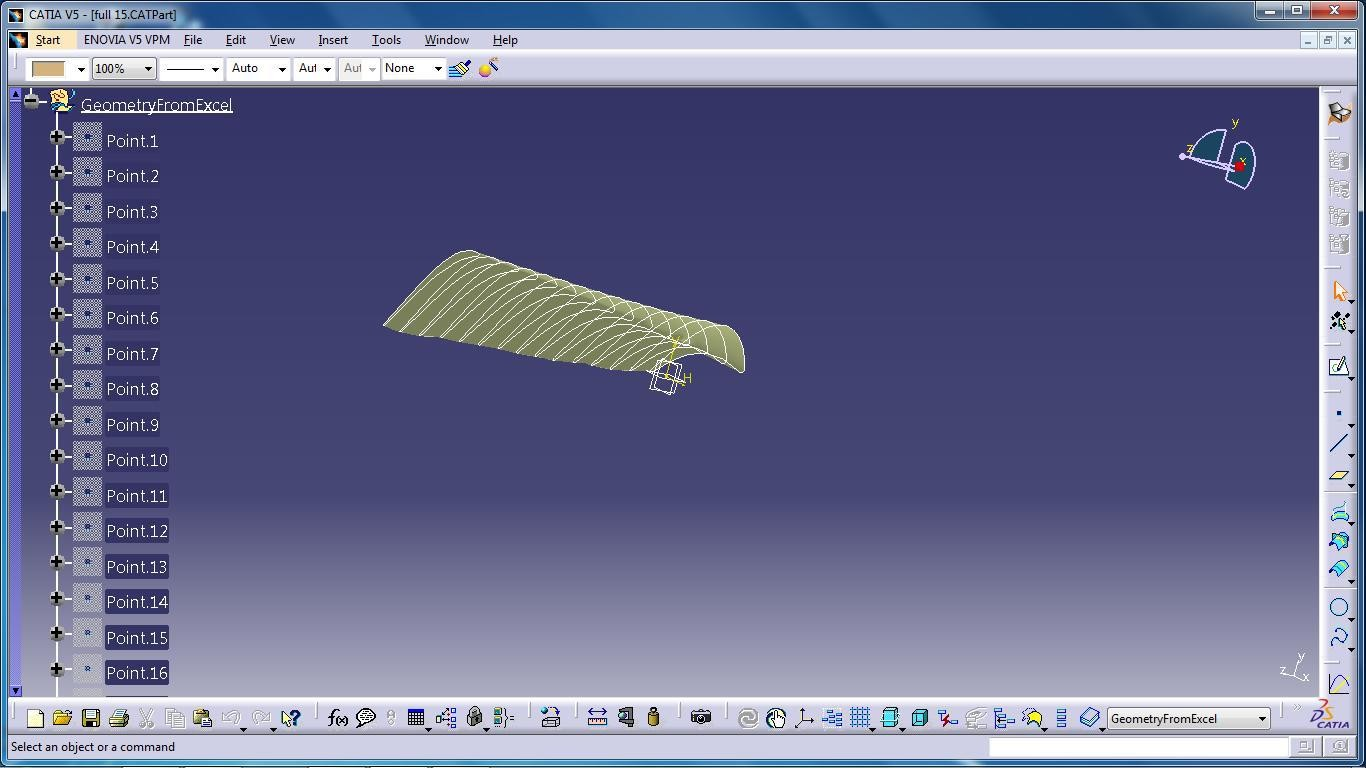 CATIA V5 - [full 15.CATPart]
Start ENOVIA V5 VPM File Edit View Insert Tools Window Help
100% Auto Aut Aut None
GeometryFromExcel
Point.1
Point.2
Point.3
Point.4
Point.5
Point.6
Point.7
Point.8
Point.9
Point.10
Point.11
Point.12
Point.13
Point.14
Point.15
Point.16
y
z
x
H
y
z
x
f(x)
GeometryFromExcel
CATIA
Select an object or a command